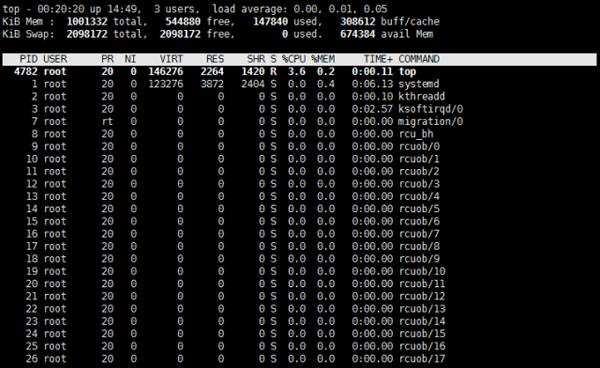 top - 00:20:20 up 14:49,  3 users,  load average: 0.00, 0.01, 0.05
KiB Mem :  1001332 total,   544880 free,   147840 used,   308612 buff/cache
KiB Swap:  2098172 total,  2098172 free,        0 used.   674384 avail Mem
PID USER PR NI VIRT RES SHR S %CPU %MEM TIME+ COMMAND
4782 root 20 0 146276 2264 1420 R 3.6 0.2 0:00.11 top
1 root 20 0 123276 3872 2404 S 0.0 0.4 0:06.13 systemd
2 root 20 0 0 0 0 S 0.0 0.0 0:00.10 kthreadd
3 root 20 0 0 0 0 S 0.0 0.0 0:02.57 ksoftirqd/0
7 root rt 0 0 0 0 S 0.0 0.0 0:00.00 migration/0
8 root 20 0 0 0 0 S 0.0 0.0 0:00.00 rcu_bh
9 root 20 0 0 0 0 S 0.0 0.0 0:00.00 rcuob/0
10 root 20 0 0 0 0 S 0.0 0.0 0:00.00 rcuob/1
11 root 20 0 0 0 0 S 0.0 0.0 0:00.00 rcuob/2
12 root 20 0 0 0 0 S 0.0 0.0 0:00.00 rcuob/3
13 root 20 0 0 0 0 S 0.0 0.0 0:00.00 rcuob/4
14 root 20 0 0 0 0 S 0.0 0.0 0:00.00 rcuob/5
15 root 20 0 0 0 0 S 0.0 0.0 0:00.00 rcuob/6
16 root 20 0 0 0 0 S 0.0 0.0 0:00.00 rcuob/7
17 root 20 0 0 0 0 S 0.0 0.0 0:00.00 rcuob/8
18 root 20 0 0 0 0 S 0.0 0.0 0:00.00 rcuob/9
19 root 20 0 0 0 0 S 0.0 0.0 0:00.00 rcuob/10
20 root 20 0 0 0 0 S 0.0 0.0 0:00.00 rcuob/11
21 root 20 0 0 0 0 S 0.0 0.0 0:00.00 rcuob/12
22 root 20 0 0 0 0 S 0.0 0.0 0:00.00 rcuob/13
23 root 20 0 0 0 0 S 0.0 0.0 0:00.00 rcuob/14
24 root 20 0 0 0 0 S 0.0 0.0 0:00.00 rcuob/15
25 root 20 0 0 0 0 S 0.0 0.0 0:00.00 rcuob/16
26 root 20 0 0 0 0 S 0.0 0.0 0:00.00 rcuob/17